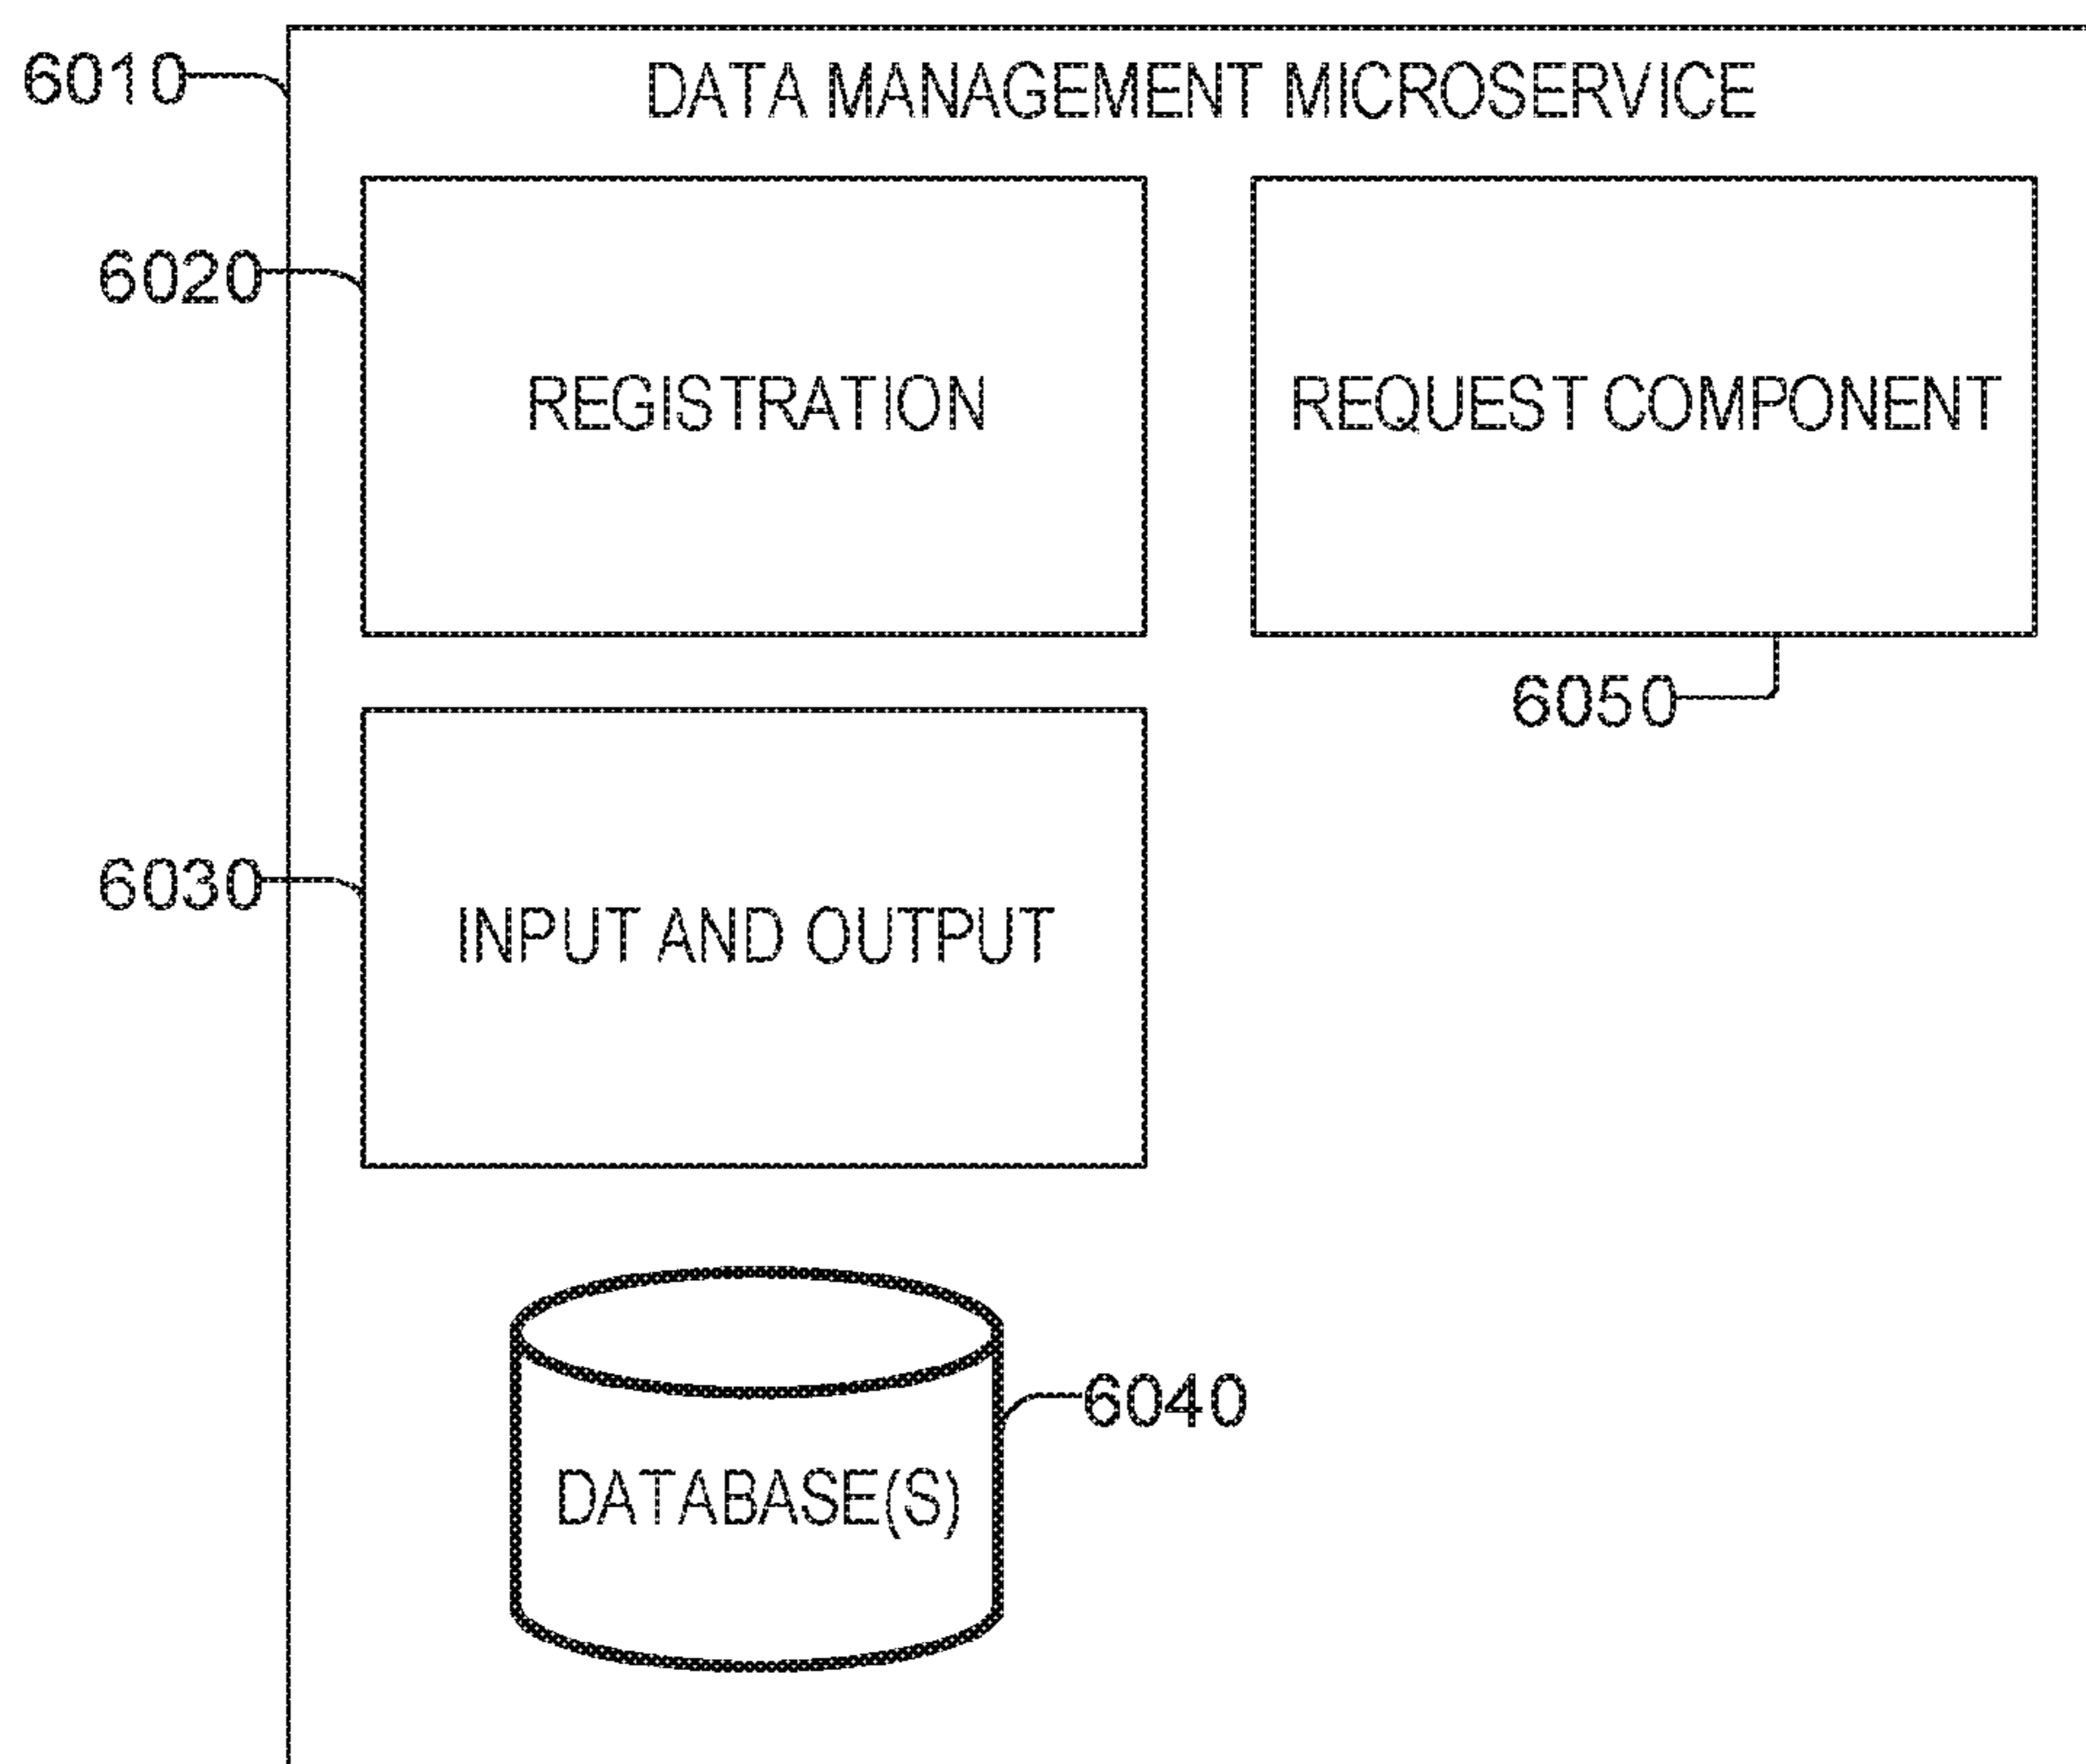 6010
DATA MANAGEMENT MICROSERVICE
6020
REGISTRATION
REQUEST COMPONENT
6050
6030
INPUT AND OUTPUT
6040
DATABASE(S)